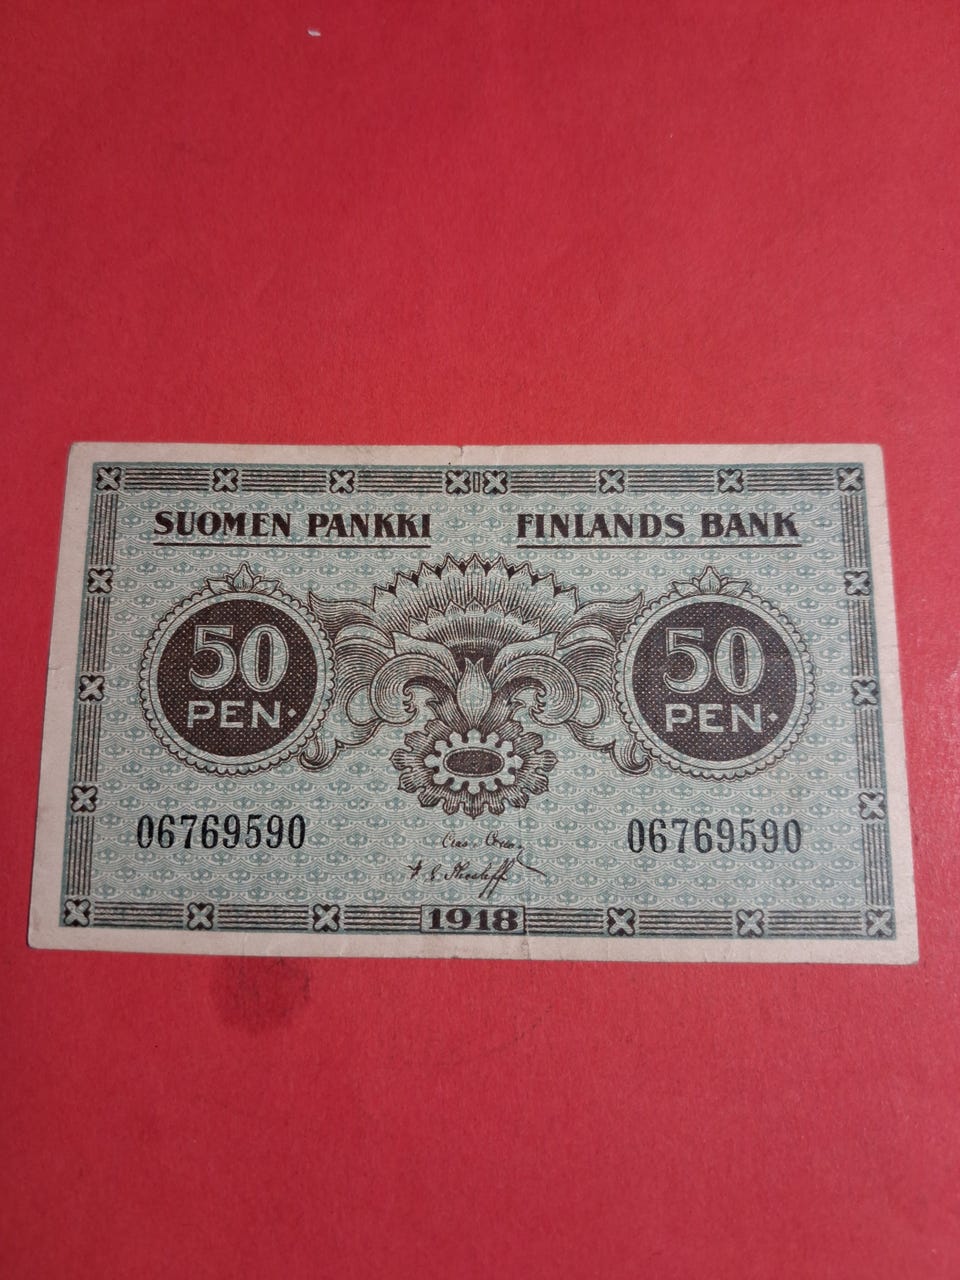 SUOMEN PANKKI FINLANDS BANK
50 50
PEN· PEN·
06769590 06769590
1918